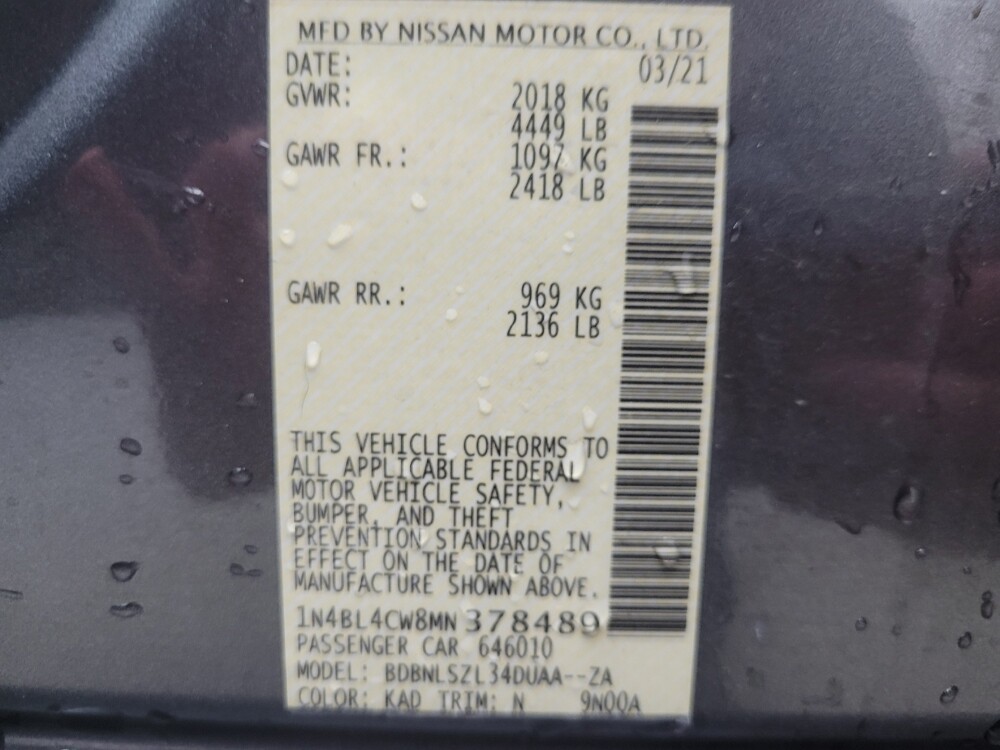 MFD BY NISSAN MOTOR CO., LTD.
DATE: 03/21
GVWR: 2018 KG
4449 LB
GAWR FR.: 1097 KG
2418 LB
GAWR RR.: 969 KG
2136 LB
THIS VEHICLE CONFORMS TO
ALL APPLICABLE FEDERAL
MOTOR VEHICLE SAFETY,
BUMPER, AND THEFT
PREVENTION STANDARDS IN
EFFECT ON THE DATE OF
MANUFACTURE SHOWN ABOVE.
1N4BL4CW8MN378489
PASSENGER CAR 646010
MODEL: BDBNLSZL34DUAA--ZA
COLOR: KAD TRIM: N 9NQQA